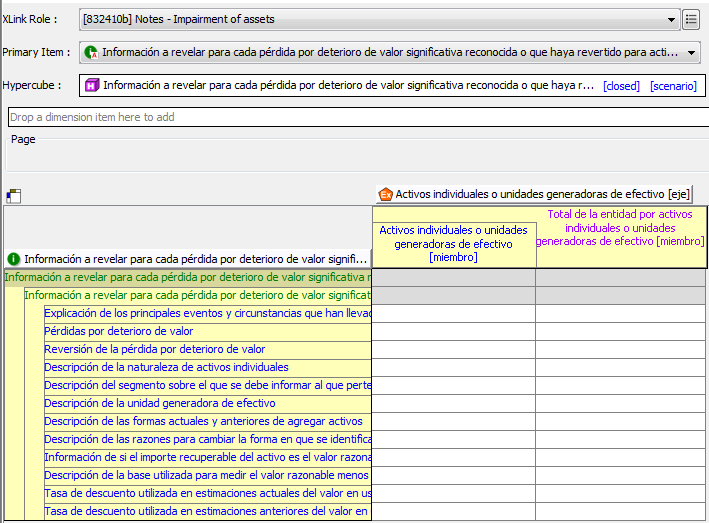 XLink Role :
[832410b] Notes - Impairment of assets
Primary Item :
Información a revelar para cada pérdida por deterioro de valor significativa reconocida o que haya revertido para acti...
Hypercube :
Información a revelar para cada pérdida por deterioro de valor significativa reconocida o que haya r... [closed] [scenario]
Drop a dimension item here to add
Page
Activos individuales o unidades generadoras de efectivo [eje]
Activos individuales o unidades
generadoras de efectivo
[miembro]
Total de la entidad por activos
individuales o unidades
generadoras de efectivo [miembro]
Información a revelar para cada pérdida por deterioro de valor signifi...
Información a revelar para cada pérdida por deterioro de valor significativa
Información a revelar para cada pérdida por deterioro de valor significat
Explicación de los principales eventos y circunstancias que han llevad
Pérdidas por deterioro de valor
Reversión de la pérdida por deterioro de valor
Descripción de la naturaleza de activos individuales
Descripción del segmento sobre el que se debe informar al que perte
Descripción de la unidad generadora de efectivo
Descripción de las formas actuales y anteriores de agregar activos
Descripción de las razones para cambiar la forma en que se identifica
Información de si el importe recuperable del activo es el valor razona
Descripción de la base utilizada para medir el valor razonable menos
Tasa de descuento utilizada en estimaciones actuales del valor en us
Tasa de descuento utilizada en estimaciones anteriores del valor en